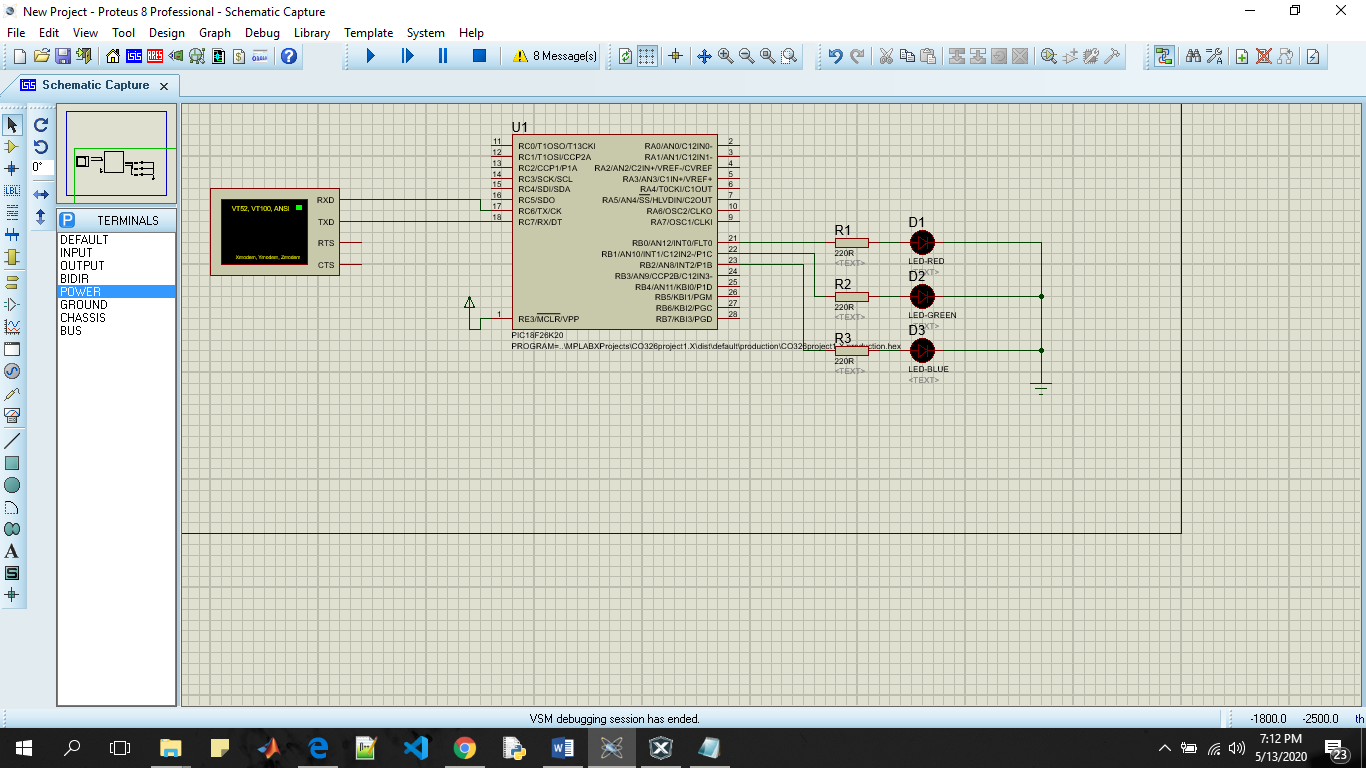 New Project - Proteus 8 Professional - Schematic Capture
File Edit View Tool Design Graph Debug Library Template System Help
8 Message(s)
Schematic Capture
0°
LBL
P TERMINALS
DEFAULT
INPUT
OUTPUT
BIDIR
POWER
GROUND
CHASSIS
BUS
A
S
VT52, VT100, ANSI
Xmodem, Ymodem, Zmodem
RXD
TXD
RTS
CTS
U1
11 RC0/T1OSO/T13CKI
12 RC1/T1OSI/CCP2A
13 RC2/CCP1/P1A
14 RC3/SCK/SCL
15 RC4/SDI/SDA
16 RC5/SDO
17 RC6/TX/CK
18 RC7/RX/DT
1 RE3/MCLR/VPP
RA0/AN0/C12IN0- 2
RA1/AN1/C12IN1- 3
RA2/AN2/C2IN+/VREF-/CVREF 4
RA3/AN3/C1IN+/VREF+ 5
RA4/T0CKI/C1OUT 6
RA5/AN4/SS/HLVDIN/C2OUT 7
RA6/OSC2/CLKO 10
RA7/OSC1/CLKI 9
RB0/AN12/INT0/FLT0 21
RB1/AN10/INT1/C12IN2-/P1C 22
RB2/AN8/INT2/P1B 23
RB3/AN9/CCP2B/C12IN3- 24
RB4/AN11/KBI0/P1D 25
RB5/KBI1/PGM 26
RB6/KBI2/PGC 27
RB7/KBI3/PGD 28
PIC18F26K20
PROGRAM=..\MPLABXProjects\CO326project1.X\dist\default\production\CO326project1.X.production.hex
R1
220R
<TEXT>
D1
LED-RED
<TEXT>
R2
220R
<TEXT>
D2
LED-GREEN
<TEXT>
R3
220R
<TEXT>
D3
LED-BLUE
<TEXT>
VSM debugging session has ended.
-1800.0 -2500.0 th
7:12 PM
5/13/2020
23